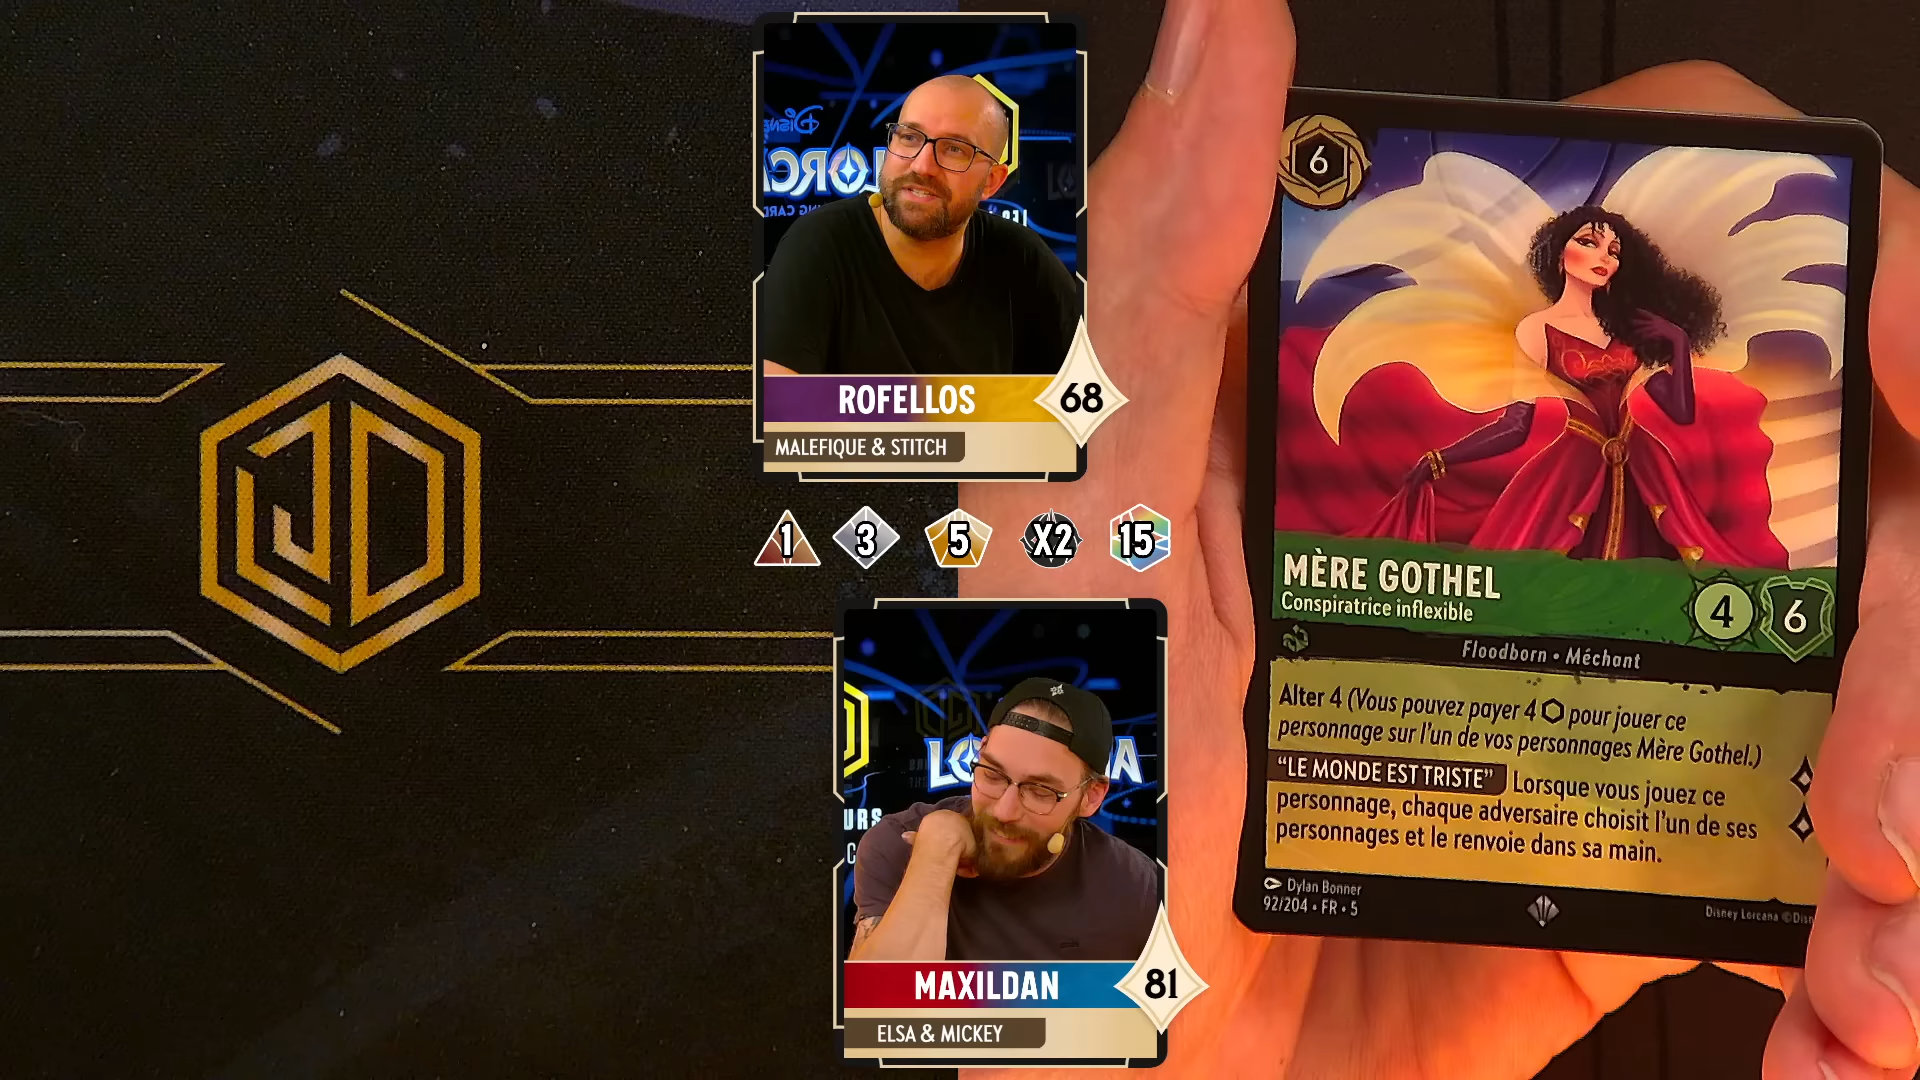 ROFELLOS
68
MALEFIQUE & STITCH
1
3
5
X2
15
MAXILDAN
81
ELSA & MICKEY
6
MÈRE GOTHEL
Conspiratrice inflexible
4
6
Floodborn • Méchant
Alter 4 (Vous pouvez payer 4 pour jouer ce
personnage sur l'un de vos personnages Mère Gothel.)
"LE MONDE EST TRISTE" Lorsque vous jouez ce
personnage, chaque adversaire choisit l'un de ses
personnages et le renvoie dans sa main.
Dylan Bonner
92/204 • FR • 5
Disney Lorcana ©